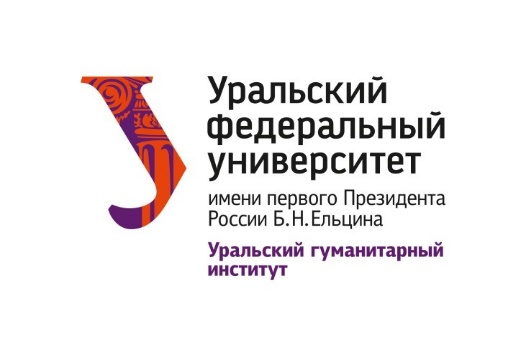 У
Уральский
федеральный
университет
имени первого Президента
России Б.Н.Ельцина
Уральский гуманитарный
институт